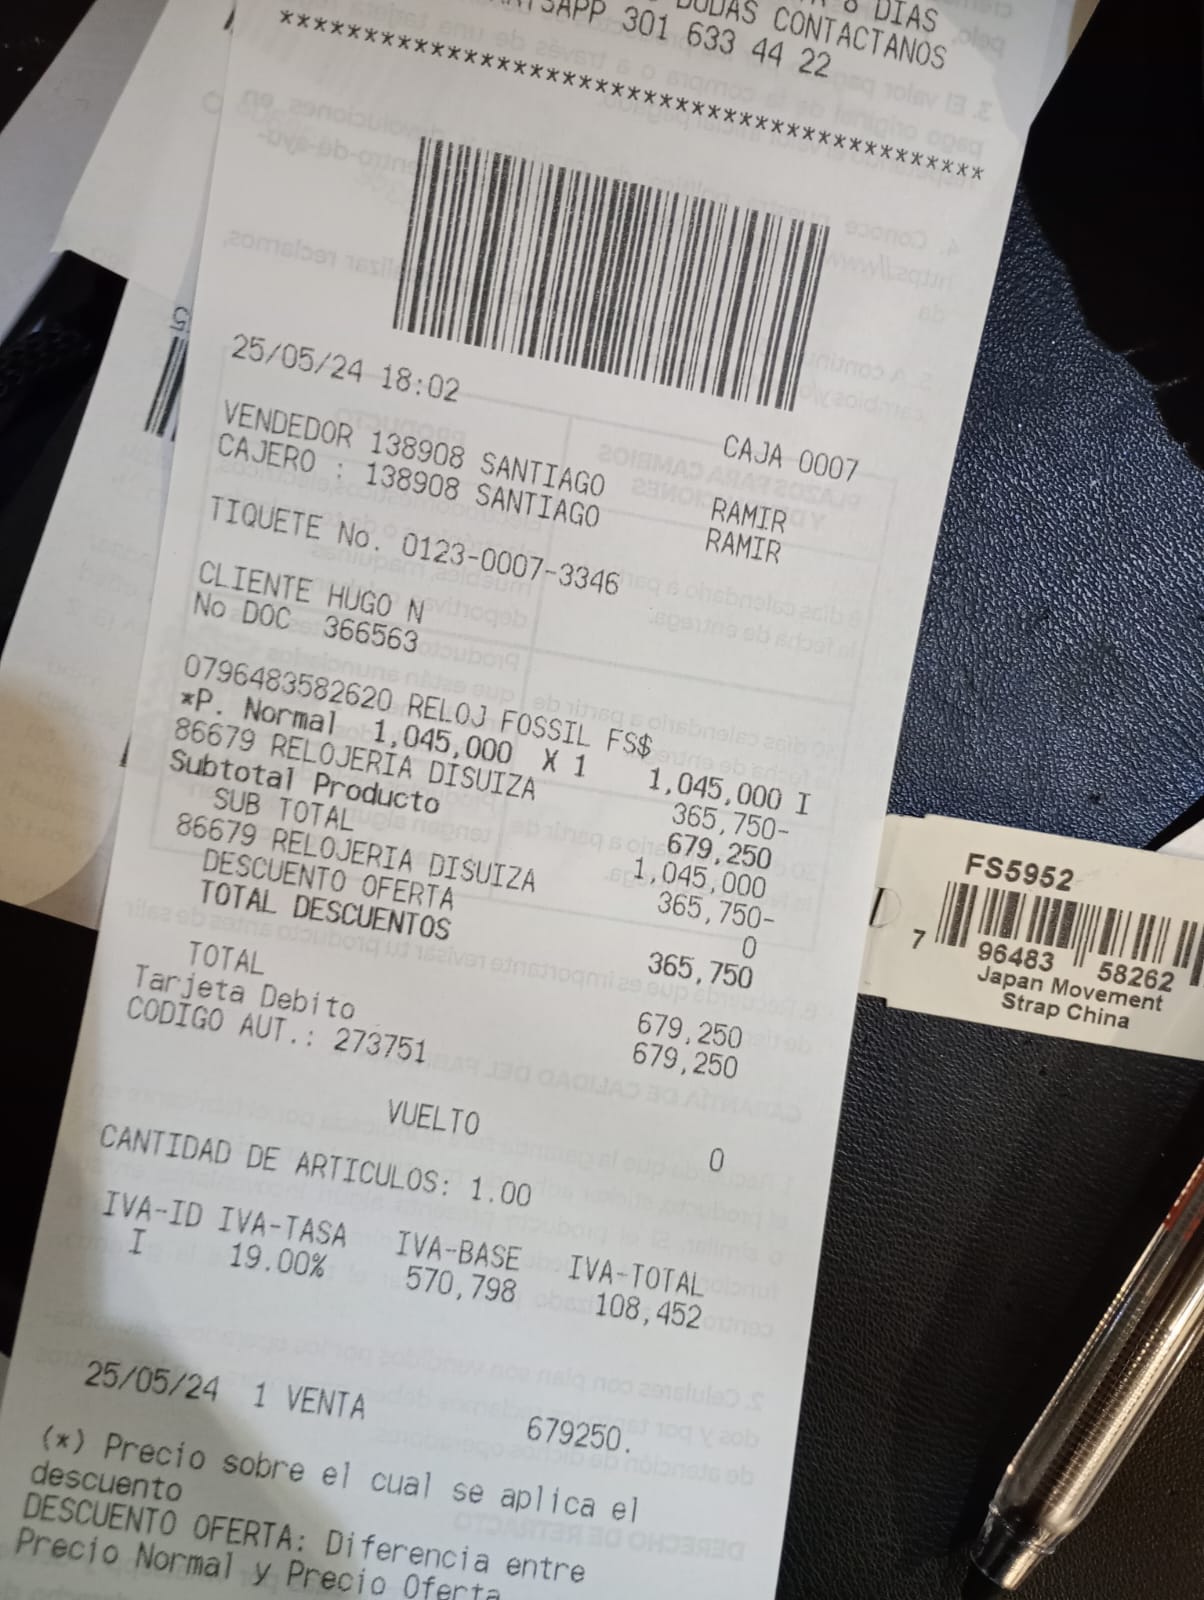 8 DIAS
DUDAS CONTACTANOS
301 633 44 22
*******************************************
25/05/24 18:02
CAJA 0007
VENDEDOR 138908 SANTIAGO RAMIR
CAJERO : 138908 SANTIAGO RAMIR
TIQUETE No. 0123-0007-3346
CLIENTE HUGO N
No DOC 366563
0796483582620 RELOJ FOSSIL FS$
*P. Normal 1,045,000 X 1 1,045,000 I
86679 RELOJERIA DISUIZA 365,750-
Subtotal Producto 679,250
SUB TOTAL 1,045,000
86679 RELOJERIA DISUIZA 365,750-
DESCUENTO OFERTA 0
TOTAL DESCUENTOS 365,750
TOTAL 679,250
Tarjeta Debito 679,250
CODIGO AUT.: 273751
VUELTO 0
CANTIDAD DE ARTICULOS: 1.00
IVA-ID IVA-TASA IVA-BASE IVA-TOTAL
I 19.00% 570,798 108,452
25/05/24 1 VENTA 679250.
(*) Precio sobre el cual se aplica el
descuento
DESCUENTO OFERTA: Diferencia entre
Precio Normal y Precio Oferta
FS5952
7 96483 58262
Japan Movement
Strap China